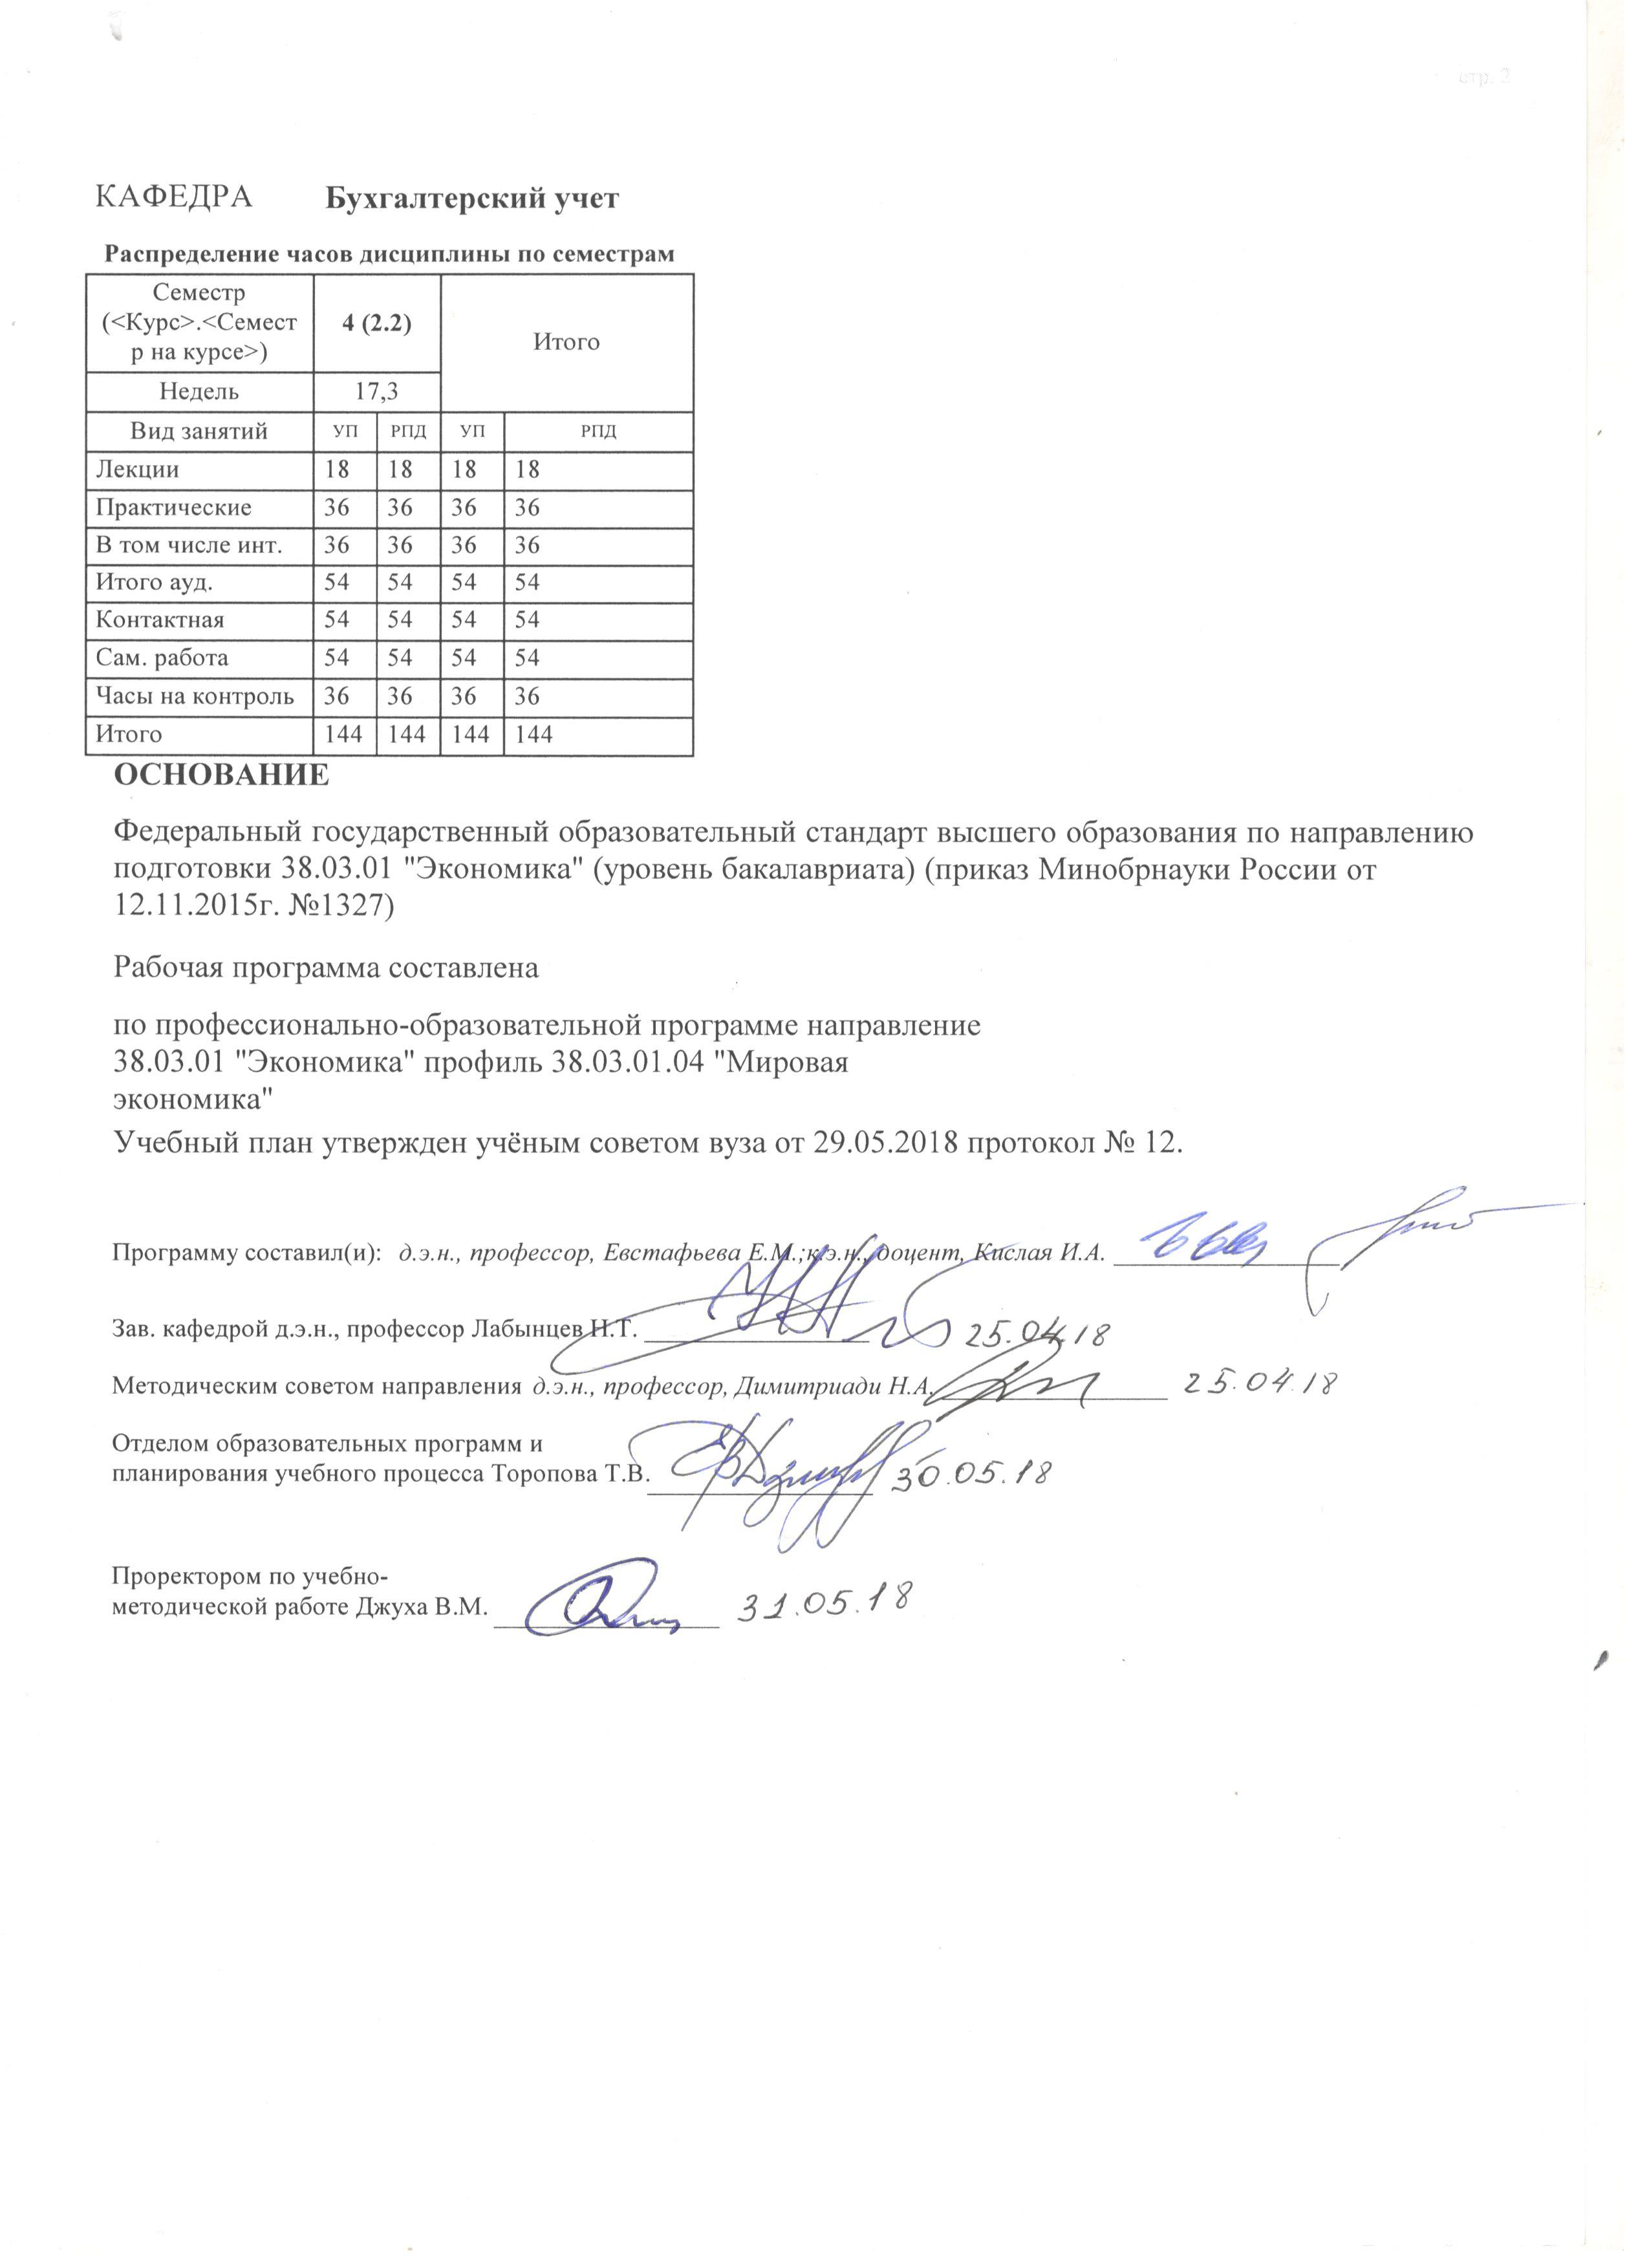 стр. 2
КАФЕДРА Бухгалтерский учет
Распределение часов дисциплины по семестрам
Семестр
(<Курс>.<Семест
р на курсе>) 4 (2.2) Итого
Недель 17,3
Вид занятий УП РПД УП РПД
Лекции 18 18 18 18
Практические 36 36 36 36
В том числе инт. 36 36 36 36
Итого ауд. 54 54 54 54
Контактная 54 54 54 54
Сам. работа 54 54 54 54
Часы на контроль 36 36 36 36
Итого 144 144 144 144
ОСНОВАНИЕ
Федеральный государственный образовательный стандарт высшего образования по направлению
подготовки 38.03.01 "Экономика" (уровень бакалавриата) (приказ Минобрнауки России от
12.11.2015г. №1327)
Рабочая программа составлена
по профессионально-образовательной программе направление
38.03.01 "Экономика" профиль 38.03.01.04 "Мировая
экономика"
Учебный план утвержден учёным советом вуза от 29.05.2018 протокол № 12.
Программу составил(и): д.э.н., профессор, Евстафьева Е.М.;к.э.н., доцент, Кислая И.А.
Зав. кафедрой д.э.н., профессор Лабынцев Н.Т. 25.04.18
Методическим советом направления д.э.н., профессор, Димитриади Н.А. 25.04.18
Отделом образовательных программ и
планирования учебного процесса Торопова Т.В. 30.05.18
Проректором по учебно-
методической работе Джуха В.М. 31.05.18